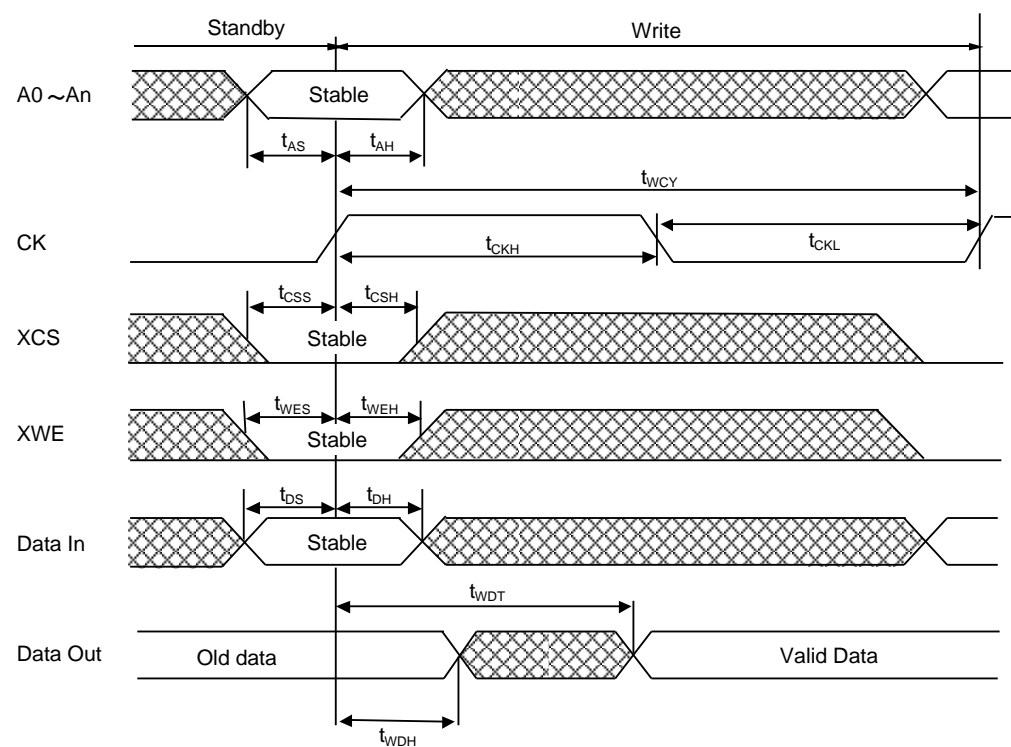 Standby Write
A0~An Stable
tAS tAH
tWCY
CK tCKH tCKL
tCSS tCSH
XCS Stable
tWES tWEH
XWE Stable
tDS tDH
Data In Stable
tWDT
Data Out Old data Valid Data
tWDH